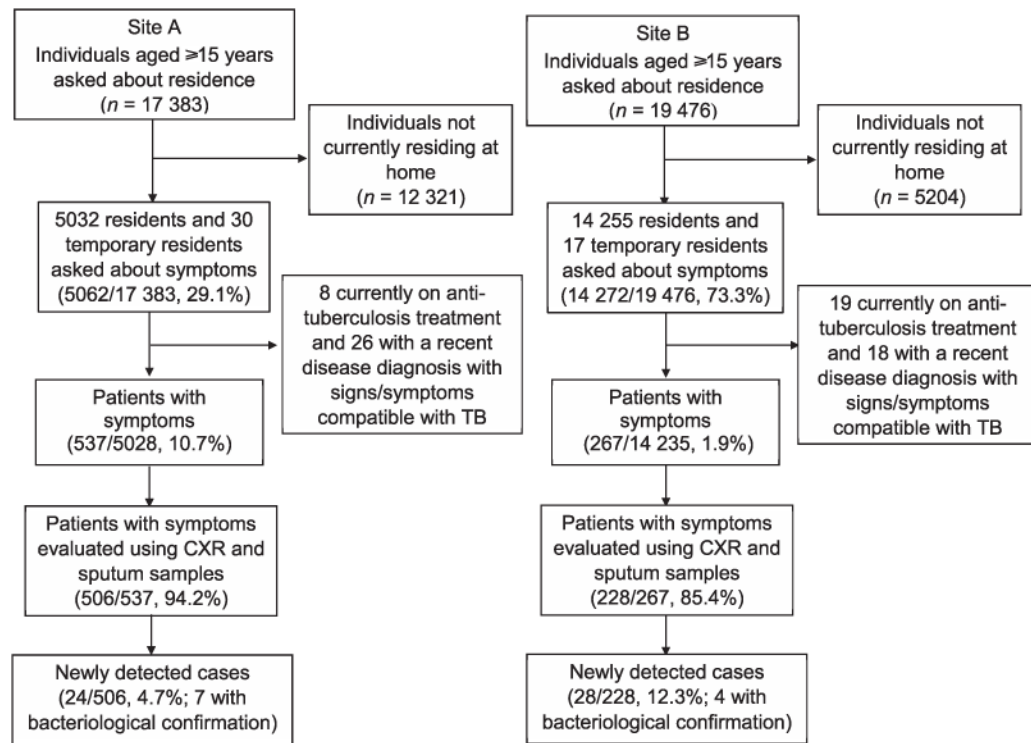 Site A
Individuals aged ≥15 years
asked about residence
(n = 17 383)
Individuals not
currently residing at
home
(n = 12 321)
5032 residents and 30
temporary residents
asked about symptoms
(5062/17 383, 29.1%)
8 currently on anti-
tuberculosis treatment
and 26 with a recent
disease diagnosis with
signs/symptoms
compatible with TB
Patients with
symptoms
(537/5028, 10.7%)
Patients with symptoms
evaluated using CXR and
sputum samples
(506/537, 94.2%)
Newly detected cases
(24/506, 4.7%; 7 with
bacteriological confirmation)
Site B
Individuals aged ≥15 years
asked about residence
(n = 19 476)
Individuals not
currently residing at
home
(n = 5204)
14 255 residents and
17 temporary residents
asked about symptoms
(14 272/19 476, 73.3%)
19 currently on anti-
tuberculosis treatment
and 18 with a recent
disease diagnosis with
signs/symptoms
compatible with TB
Patients with
symptoms
(267/14 235, 1.9%)
Patients with symptoms
evaluated using CXR and
sputum samples
(228/267, 85.4%)
Newly detected cases
(28/228, 12.3%; 4 with
bacteriological confirmation)